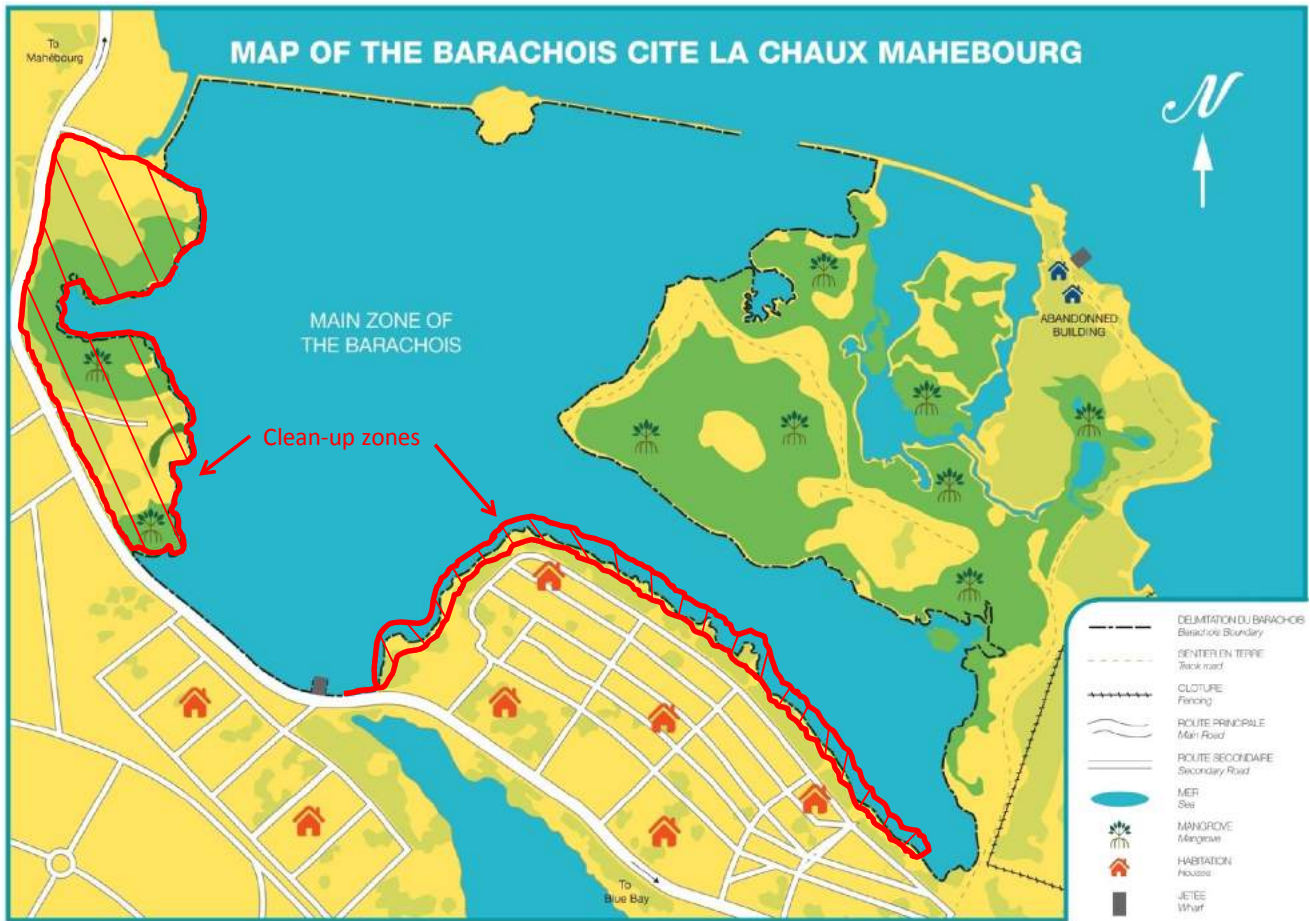 MAP OF THE BARACHOIS CITE LA CHAUX MAHEBOURG
To
Mahébourg
N
MAIN ZONE OF
THE BARACHOIS
ABANDONNED
BUILDING
Clean-up zones
To
Blue Bay
DELIMITATION DU BARACHOIS
Barachois Boundary
SENTIER EN TERRE
Track road
CLOTURE
Fencing
ROUTE PRINCIPALE
Main Road
ROUTE SECONDAIRE
Secondary Road
MER
Sea
MANGROVE
Mangrove
HABITATION
Houses
JETEE
Wharf